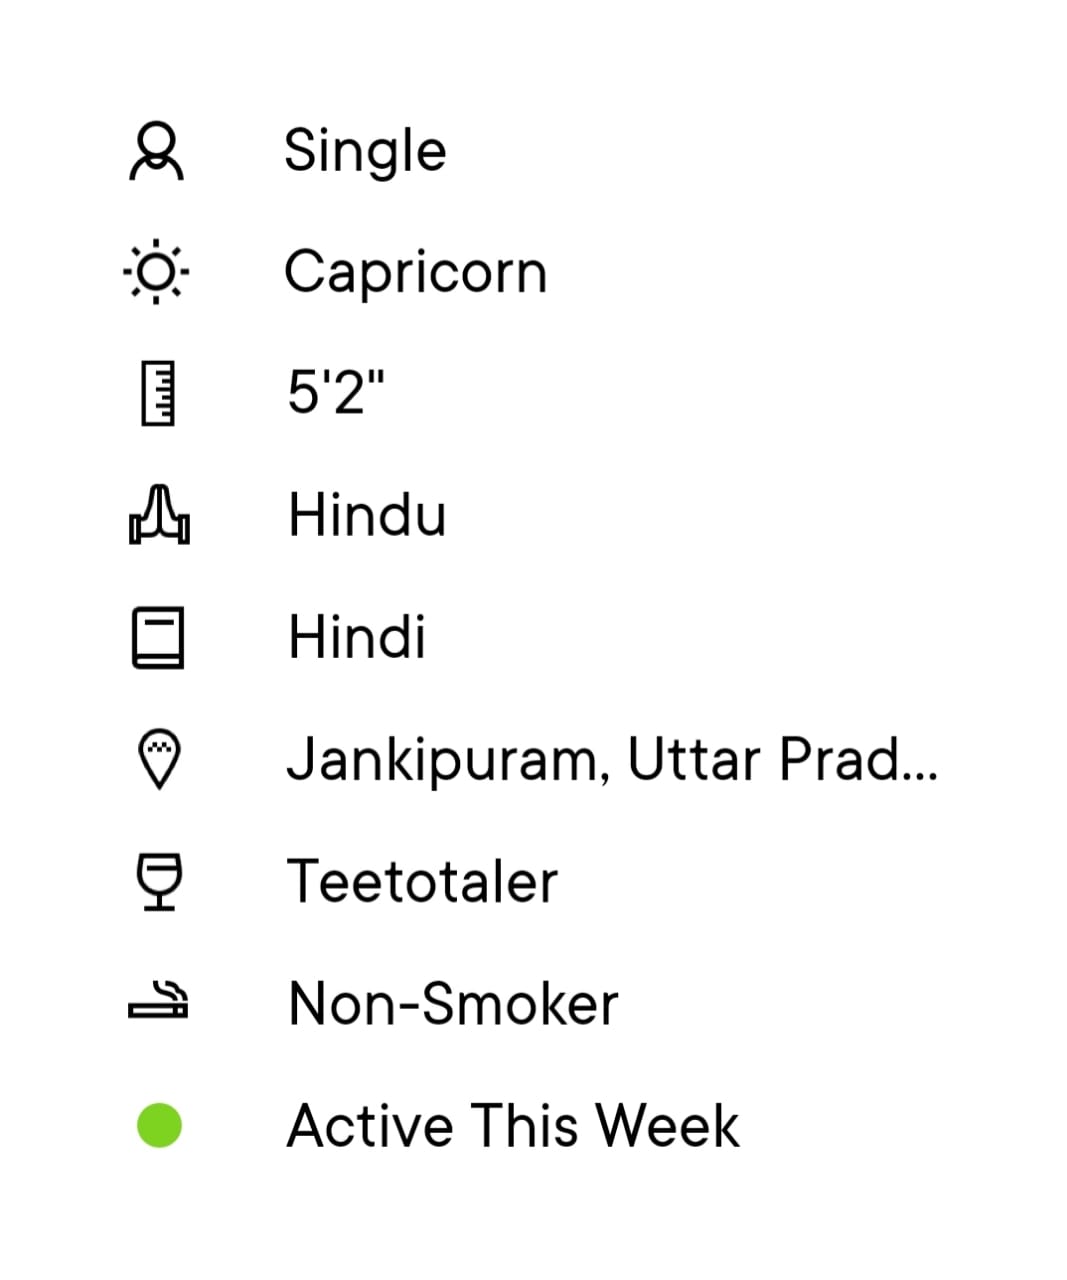 Single
Capricorn
5'2"
Hindu
Hindi
Jankipuram, Uttar Prad...
Teetotaler
Non-Smoker
Active This Week